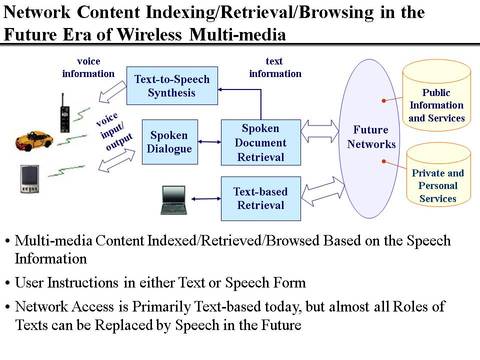 Network Content Indexing/Retrieval/Browsing in the
Future Era of Wireless Multi-media
voice
information
text
information
Text-to-Speech
Synthesis
voice
input/
output
Spoken
Dialogue
Spoken
Document
Retrieval
Text-based
Retrieval
Future
Networks
Public
Information
and Services
Private and
Personal
Services
• Multi-media Content Indexed/Retrieved/Browsed Based on the Speech
Information
• User Instructions in either Text or Speech Form
• Network Access is Primarily Text-based today, but almost all Roles of
Texts can be Replaced by Speech in the Future